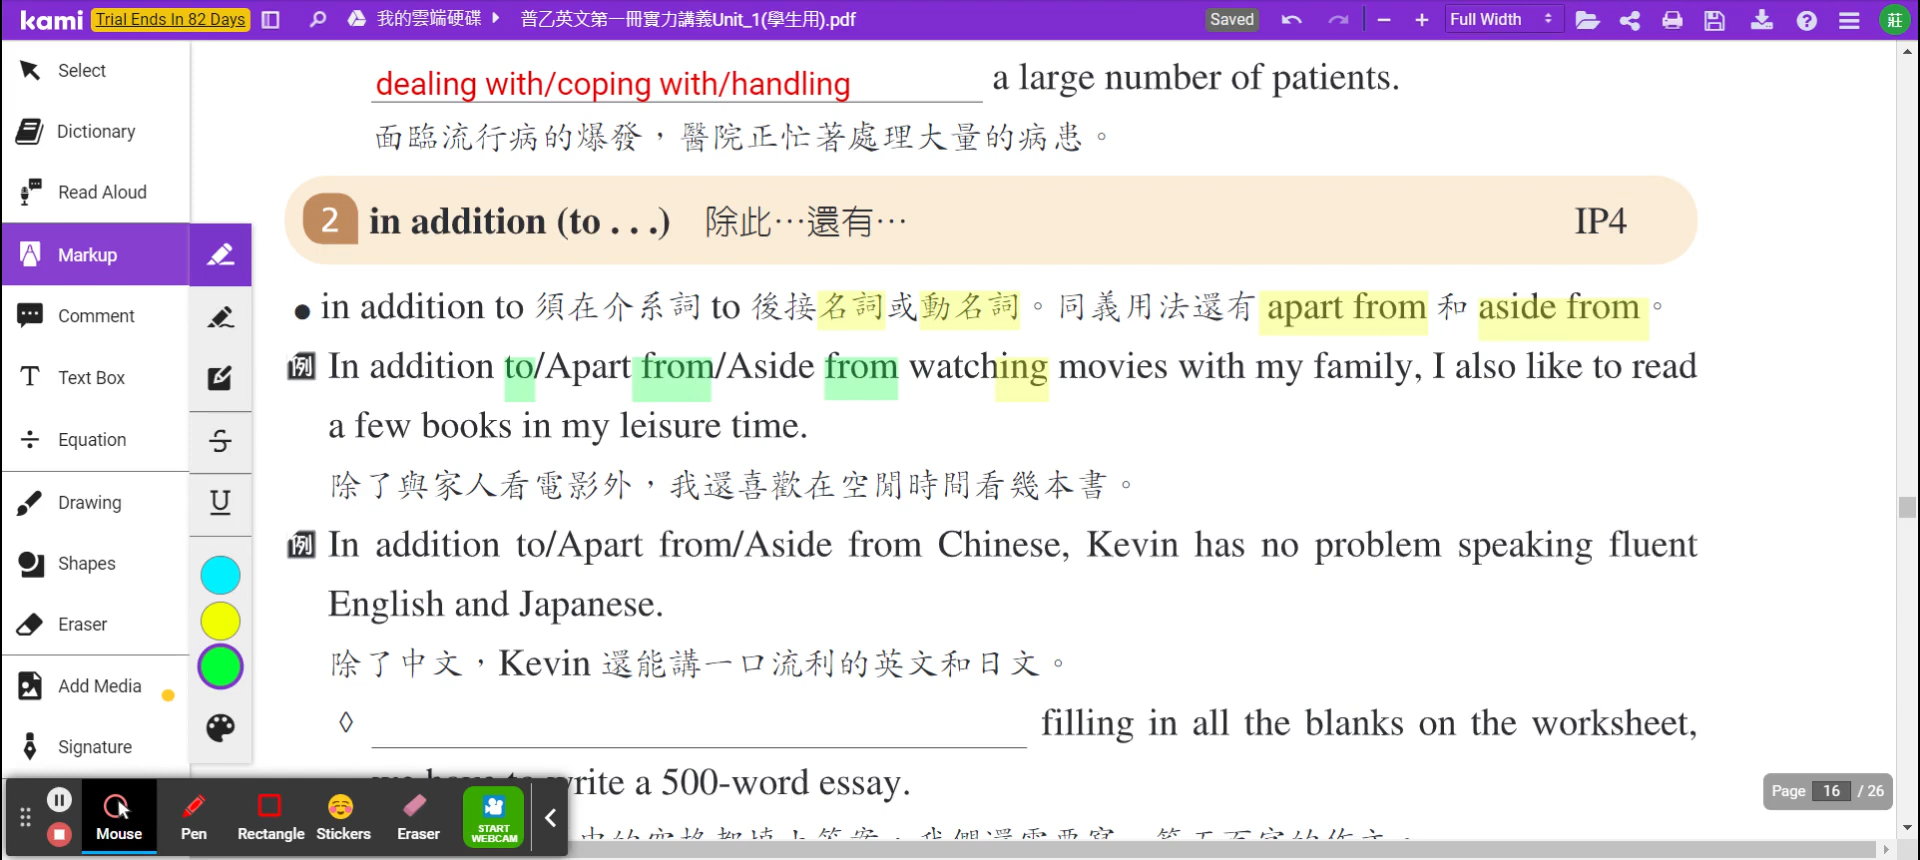 kami Trial Ends In 82 Days 我的雲端硬碟 普乙英文第一冊實力講義Unit_1(學生用).pdf Saved Full Width 莊
Select
Dictionary
Read Aloud
Markup
Comment
Text Box
Equation
Drawing
Shapes
Eraser
Add Media
Signature
dealing with/coping with/handling a large number of patients.
面臨流行病的爆發，醫院正忙著處理大量的病患。
2 in addition (to . . .) 除此…還有… IP4
● in addition to 須在介系詞 to 後接名詞或動名詞。同義用法還有 apart from 和 aside from。
例 In addition to/Apart from/Aside from watching movies with my family, I also like to read
a few books in my leisure time.
除了與家人看電影外，我還喜歡在空閒時間看幾本書。
例 In addition to/Apart from/Aside from Chinese, Kevin has no problem speaking fluent
English and Japanese.
除了中文，Kevin 還能講一口流利的英文和日文。
◊ filling in all the blanks on the worksheet,
we have to write a 500-word essay.
Page 16 / 26
Mouse Pen Rectangle Stickers Eraser START WEBCAM